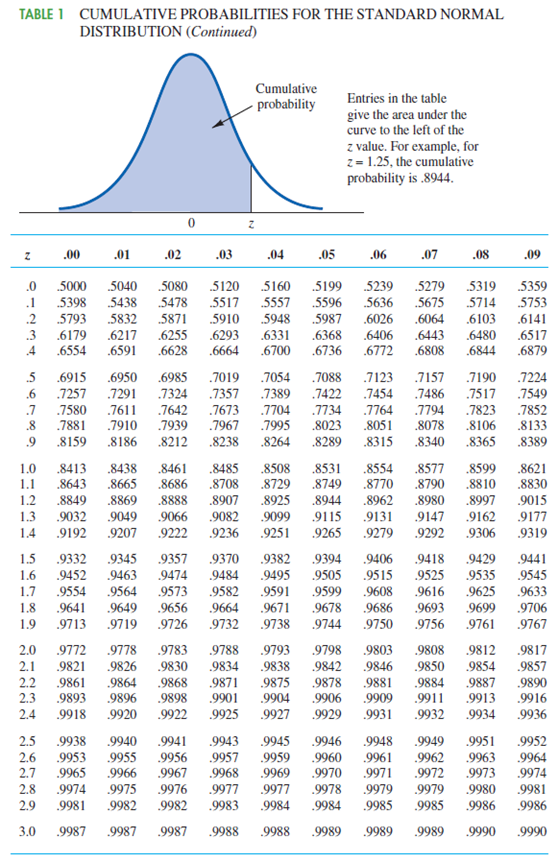 TABLE 1 CUMULATIVE PROBABILITIES FOR THE STANDARD NORMAL
DISTRIBUTION (Continued)
Cumulative
probability
Entries in the table
give the area under the
curve to the left of the
z value. For example, for
z = 1.25, the cumulative
probability is .8944.
0 z
z .00 .01 .02 .03 .04 .05 .06 .07 .08 .09
.0 .5000 .5040 .5080 .5120 .5160 .5199 .5239 .5279 .5319 .5359
.1 .5398 .5438 .5478 .5517 .5557 .5596 .5636 .5675 .5714 .5753
.2 .5793 .5832 .5871 .5910 .5948 .5987 .6026 .6064 .6103 .6141
.3 .6179 .6217 .6255 .6293 .6331 .6368 .6406 .6443 .6480 .6517
.4 .6554 .6591 .6628 .6664 .6700 .6736 .6772 .6808 .6844 .6879
.5 .6915 .6950 .6985 .7019 .7054 .7088 .7123 .7157 .7190 .7224
.6 .7257 .7291 .7324 .7357 .7389 .7422 .7454 .7486 .7517 .7549
.7 .7580 .7611 .7642 .7673 .7704 .7734 .7764 .7794 .7823 .7852
.8 .7881 .7910 .7939 .7967 .7995 .8023 .8051 .8078 .8106 .8133
.9 .8159 .8186 .8212 .8238 .8264 .8289 .8315 .8340 .8365 .8389
1.0 .8413 .8438 .8461 .8485 .8508 .8531 .8554 .8577 .8599 .8621
1.1 .8643 .8665 .8686 .8708 .8729 .8749 .8770 .8790 .8810 .8830
1.2 .8849 .8869 .8888 .8907 .8925 .8944 .8962 .8980 .8997 .9015
1.3 .9032 .9049 .9066 .9082 .9099 .9115 .9131 .9147 .9162 .9177
1.4 .9192 .9207 .9222 .9236 .9251 .9265 .9279 .9292 .9306 .9319
1.5 .9332 .9345 .9357 .9370 .9382 .9394 .9406 .9418 .9429 .9441
1.6 .9452 .9463 .9474 .9484 .9495 .9505 .9515 .9525 .9535 .9545
1.7 .9554 .9564 .9573 .9582 .9591 .9599 .9608 .9616 .9625 .9633
1.8 .9641 .9649 .9656 .9664 .9671 .9678 .9686 .9693 .9699 .9706
1.9 .9713 .9719 .9726 .9732 .9738 .9744 .9750 .9756 .9761 .9767
2.0 .9772 .9778 .9783 .9788 .9793 .9798 .9803 .9808 .9812 .9817
2.1 .9821 .9826 .9830 .9834 .9838 .9842 .9846 .9850 .9854 .9857
2.2 .9861 .9864 .9868 .9871 .9875 .9878 .9881 .9884 .9887 .9890
2.3 .9893 .9896 .9898 .9901 .9904 .9906 .9909 .9911 .9913 .9916
2.4 .9918 .9920 .9922 .9925 .9927 .9929 .9931 .9932 .9934 .9936
2.5 .9938 .9940 .9941 .9943 .9945 .9946 .9948 .9949 .9951 .9952
2.6 .9953 .9955 .9956 .9957 .9959 .9960 .9961 .9962 .9963 .9964
2.7 .9965 .9966 .9967 .9968 .9969 .9970 .9971 .9972 .9973 .9974
2.8 .9974 .9975 .9976 .9977 .9977 .9978 .9979 .9979 .9980 .9981
2.9 .9981 .9982 .9982 .9983 .9984 .9984 .9985 .9985 .9986 .9986
3.0 .9987 .9987 .9987 .9988 .9988 .9989 .9989 .9989 .9990 .9990